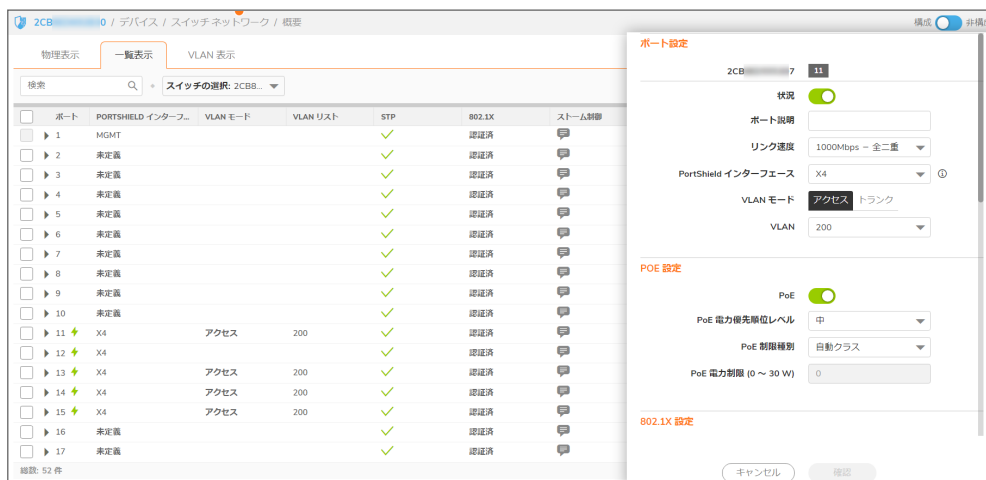 2CB 0 / デバイス / スイッチネットワーク / 概要
構成 非構成
物理表示 一覧表示 VLAN 表示
検索 スイッチの選択: 2CB8...
ポート PORTSHIELD インターフ... VLAN モード VLAN リスト STP 802.1X ストーム制御
1 MGMT 認証済
2 未定義 認証済
3 未定義 認証済
4 未定義 認証済
5 未定義 認証済
6 未定義 認証済
7 未定義 認証済
8 未定義 認証済
9 未定義 認証済
10 未定義 認証済
11 X4 アクセス 200 認証済
12 X4 認証済
13 X4 アクセス 200 認証済
14 X4 アクセス 200 認証済
15 X4 アクセス 200 認証済
16 未定義 認証済
17 未定義 認証済
総数: 52 件
ポート設定
2CB 7 11
状況
ポート説明
リンク速度 1000Mbps – 全二重
PortShield インターフェース X4
VLAN モード アクセス トランク
VLAN 200
POE 設定
PoE
PoE 電力優先順位レベル 中
PoE 制限種別 自動クラス
PoE 電力制限 (0 ～ 30 W) 0
802.1X 設定
キャンセル 確認